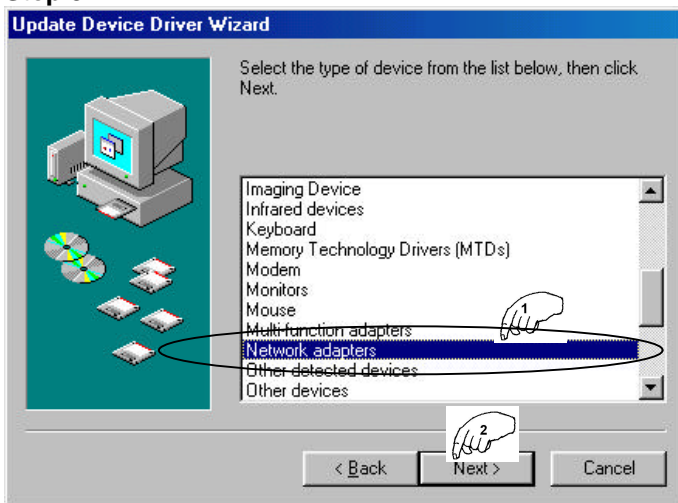 Update Device Driver Wizard
Select the type of device from the list below, then click
Next.
Imaging Device
Infrared devices
Keyboard
Memory Technology Drivers (MTDs)
Modem
Monitors
Mouse
1
Multi-function adapters
Network adapters
Other detected devices
Other devices
2
< Back
Next >
Cancel